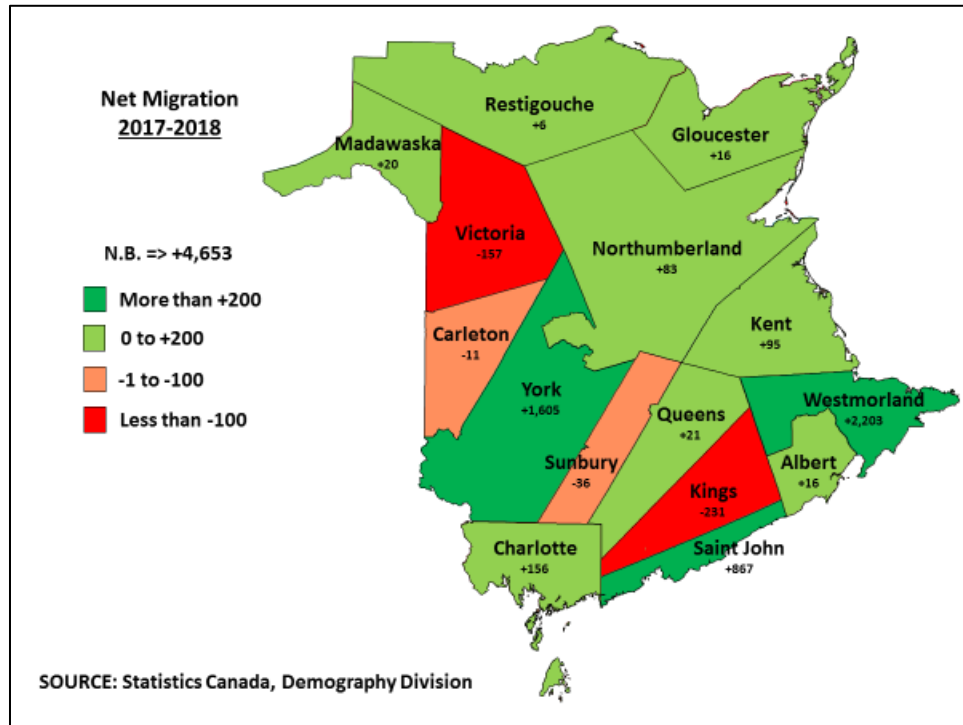 Net Migration
2017-2018
N.B. => +4,653
More than +200
0 to +200
-1 to -100
Less than -100
Restigouche
+6
Gloucester
+16
Madawaska
+20
Victoria
-157
Northumberland
+83
Carleton
-11
Kent
+95
York
+1,605
Westmorland
+2,203
Queens
+21
Sunbury
-36
Albert
+16
Kings
-231
Charlotte
+156
Saint John
+867
SOURCE: Statistics Canada, Demography Division